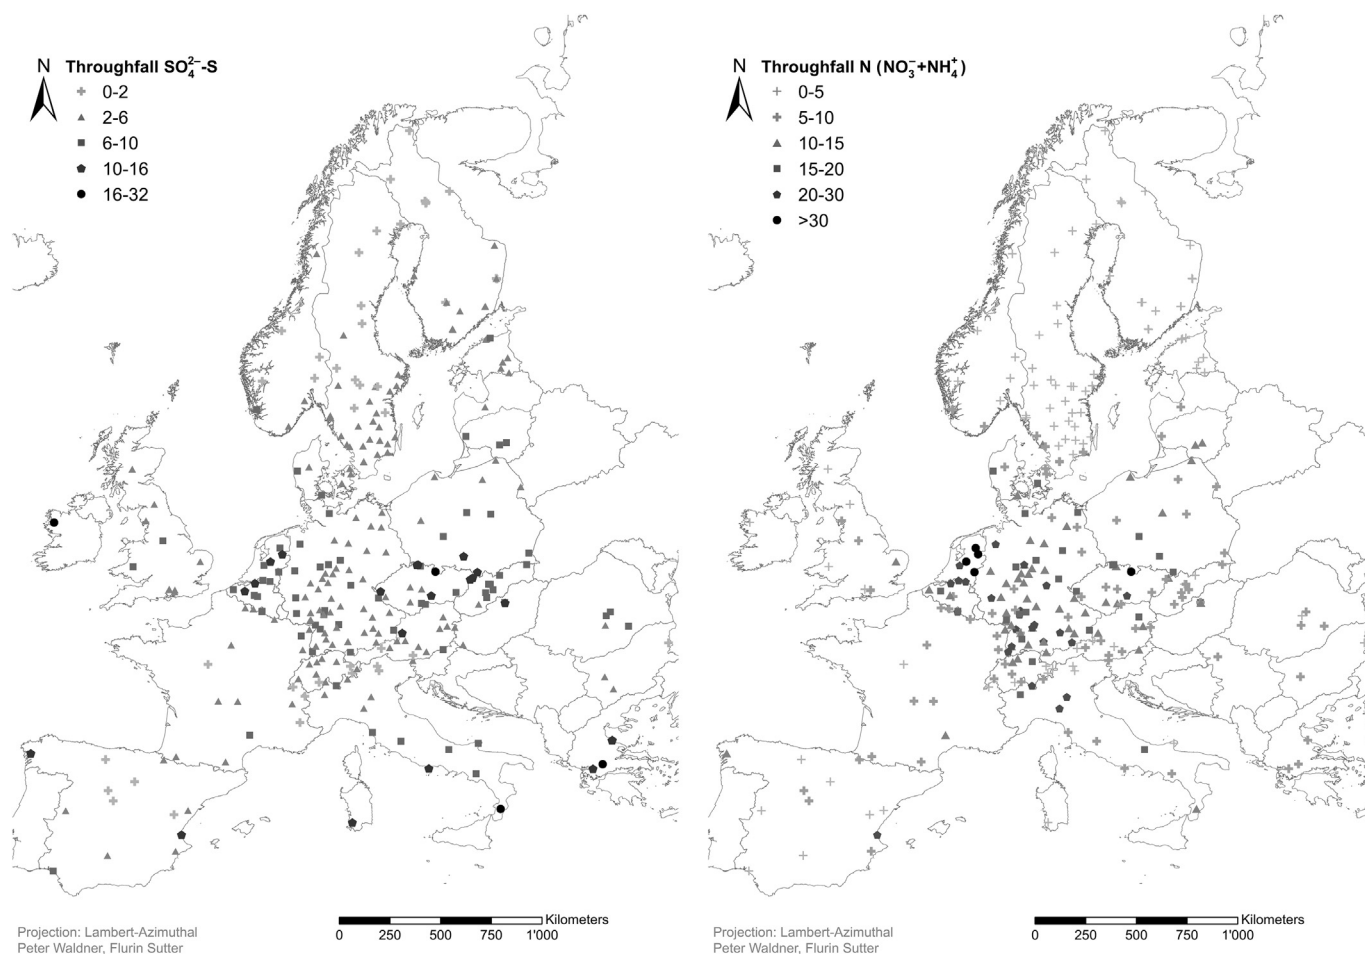 N Throughfall SO₄²⁻-S
0-2
2-6
6-10
10-16
16-32
0 250 500 750 1'000 Kilometers
Projection: Lambert-Azimuthal
Peter Waldner, Flurin Sutter
N Throughfall N (NO₃⁻+NH₄⁺)
0-5
5-10
10-15
15-20
20-30
>30
0 250 500 750 1'000 Kilometers
Projection: Lambert-Azimuthal
Peter Waldner, Flurin Sutter